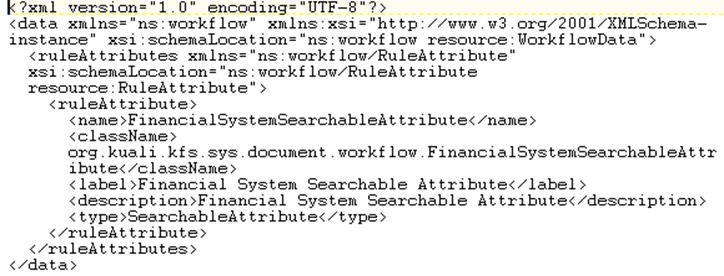 <?xml version="1.0" encoding="UTF-8"?>
<data xmlns="ns:workflow" xmlns:xsi="http://www.w3.org/2001/XMLSchema-
instance" xsi:schemaLocation="ns:workflow resource:WorkflowData">
  <ruleAttributes xmlns="ns:workflow/RuleAttribute"
  xsi:schemaLocation="ns:workflow/RuleAttribute
  resource:RuleAttribute">
    <ruleAttribute>
      <name>FinancialSystemSearchableAttribute</name>
      <className>
      org.kuali.kfs.sys.document.workflow.FinancialSystemSearchableAttr
      ibute</className>
      <label>Financial System Searchable Attribute</label>
      <description>Financial System Searchable Attribute</description>
      <type>SearchableAttribute</type>
    </ruleAttribute>
  </ruleAttributes>
</data>